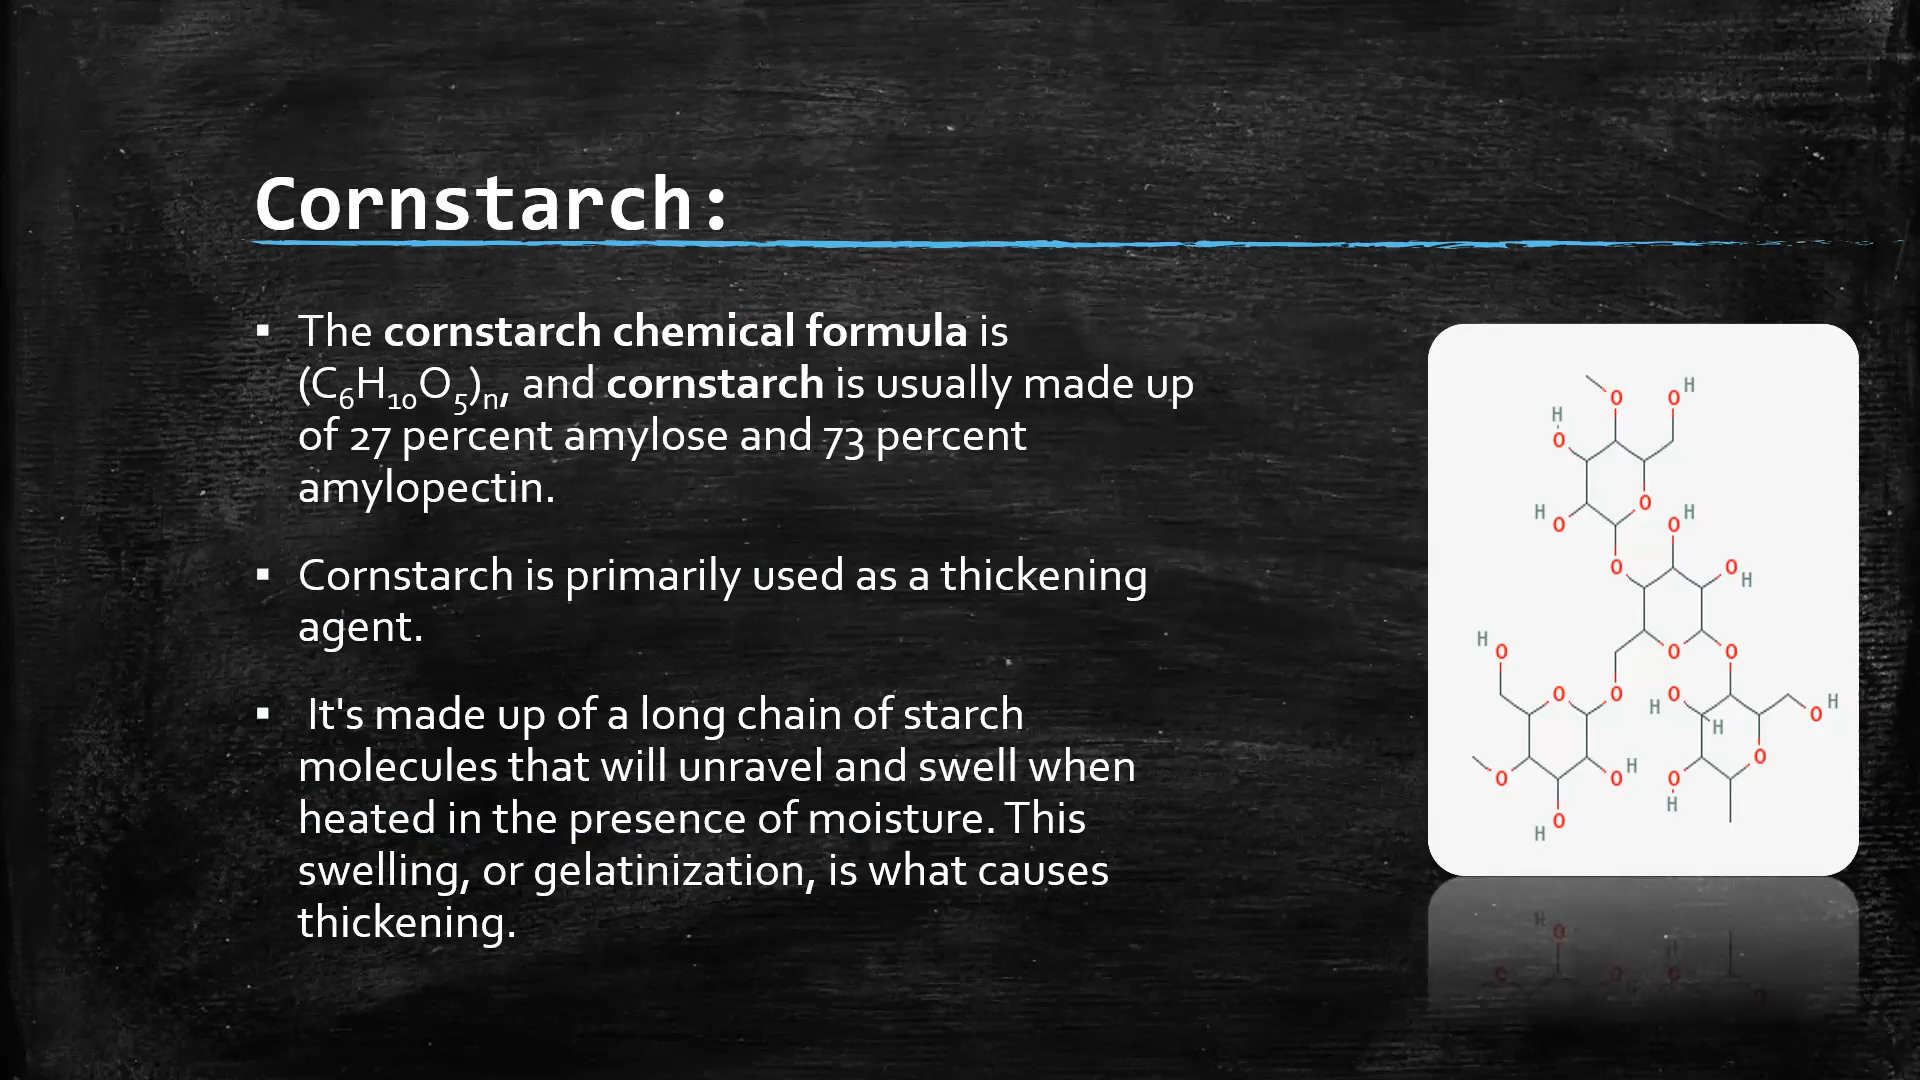 Cornstarch:
▪ The cornstarch chemical formula is
(C₆H₁₀O₅)ₙ, and cornstarch is usually made up
of 27 percent amylose and 73 percent
amylopectin.
▪ Cornstarch is primarily used as a thickening
agent.
▪ It's made up of a long chain of starch
molecules that will unravel and swell when
heated in the presence of moisture. This
swelling, or gelatinization, is what causes
thickening.
O O H
H
O
O
H O
O H
O
O H
H
O
O
O
O
O
O
H
O
H
H
O
O
O
O H
O
H
H
O